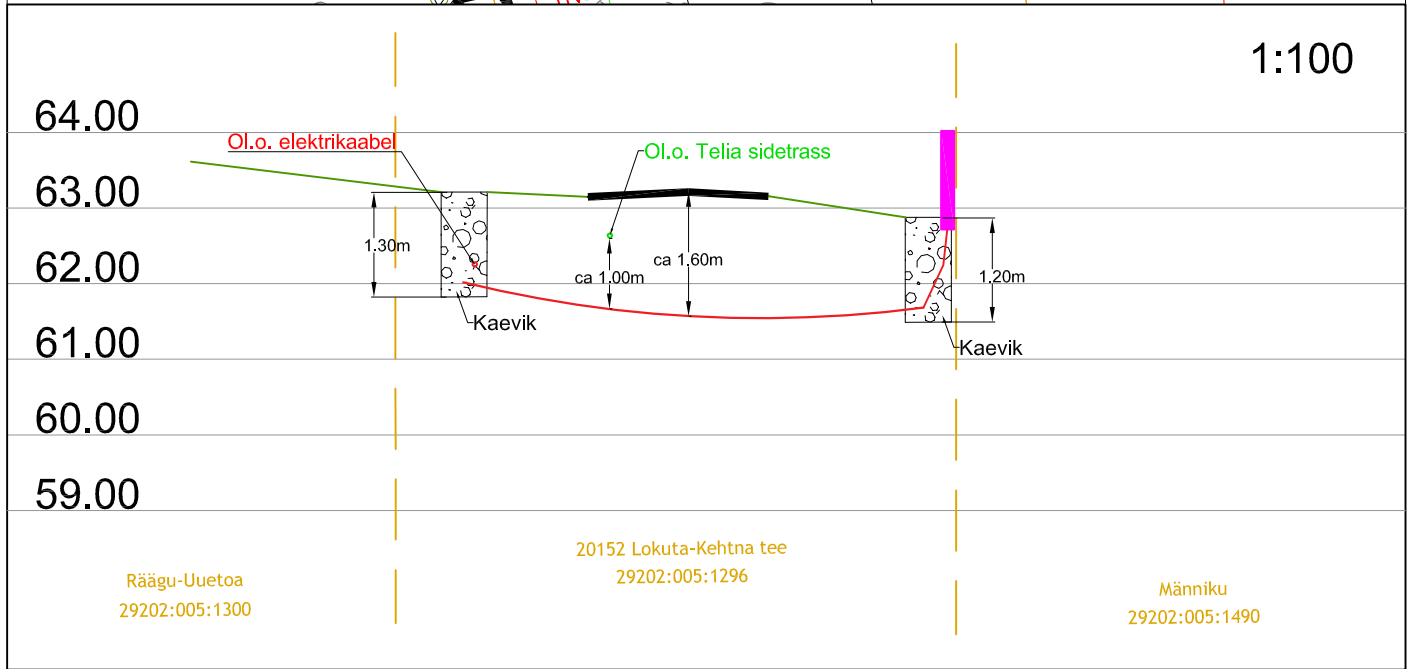 1:100
64.00
Ol.o. elektrikaabel
Ol.o. Telia sidetrass
63.00
1.30m
ca 1.60m
62.00
ca 1.00m
1.20m
Kaevik
61.00
Kaevik
60.00
59.00
20152 Lokuta-Kehtna tee
29202:005:1296
Räägu-Uuetoa
29202:005:1300
Männiku
29202:005:1490